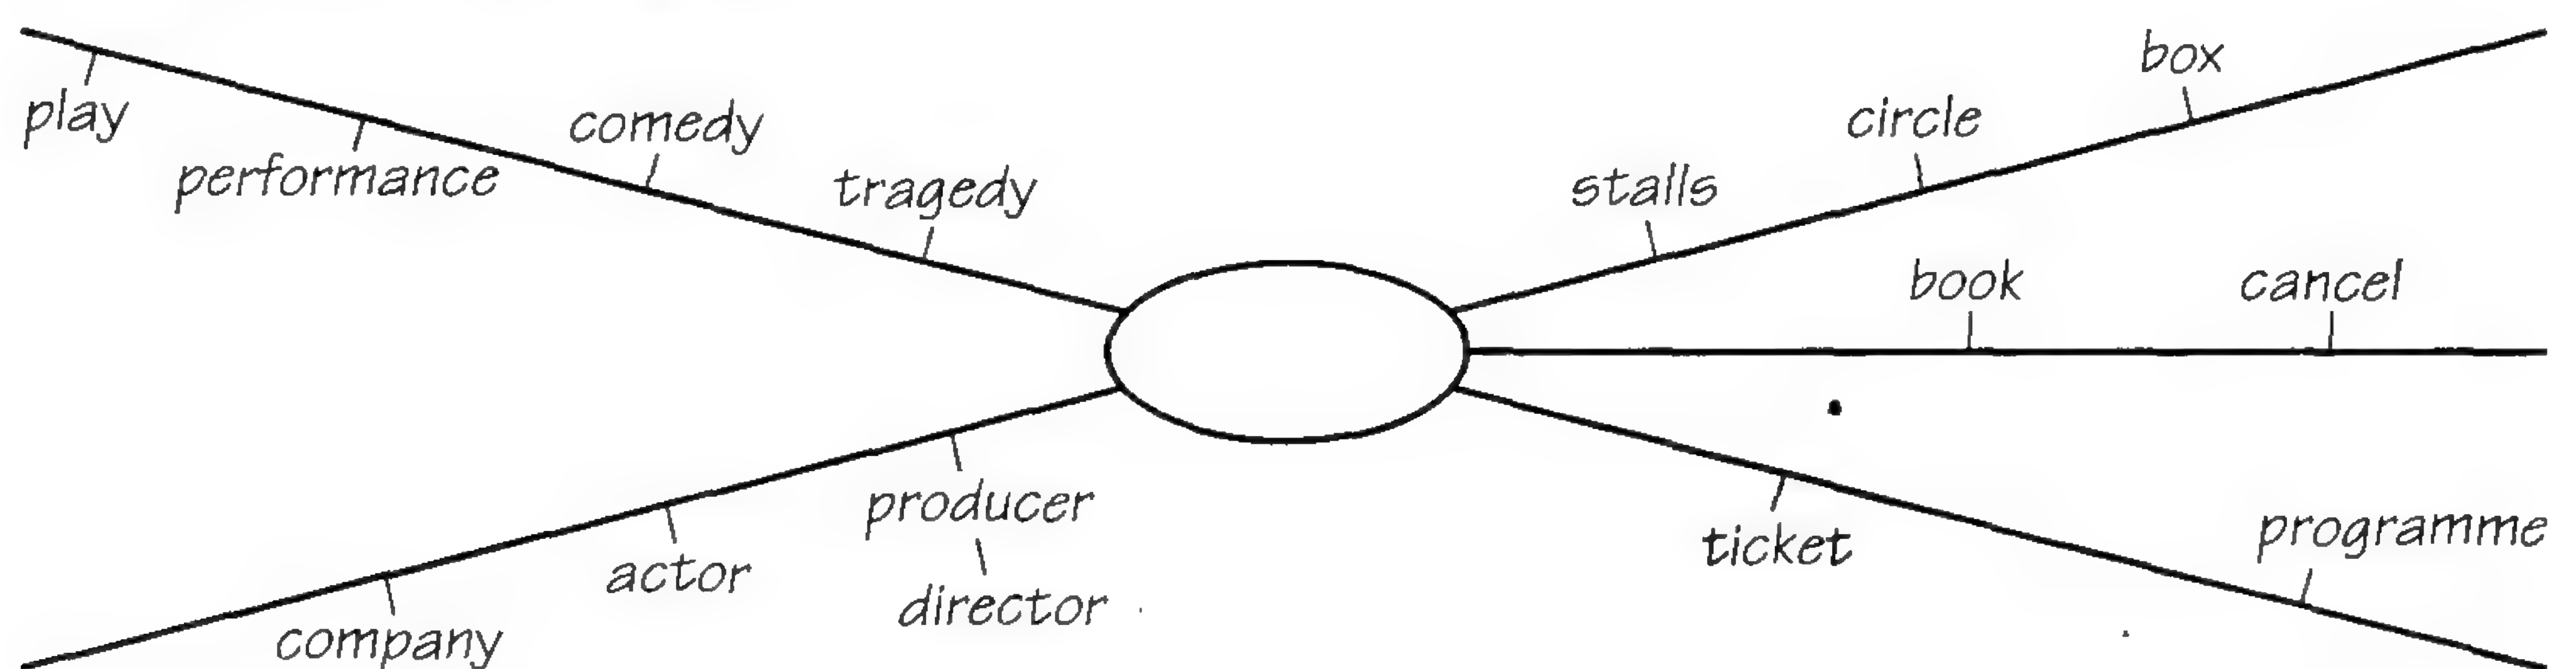 play
performance
comedy
tragedy
stalls
circle
box
book
cancel
producer
director
actor
company
ticket
programme